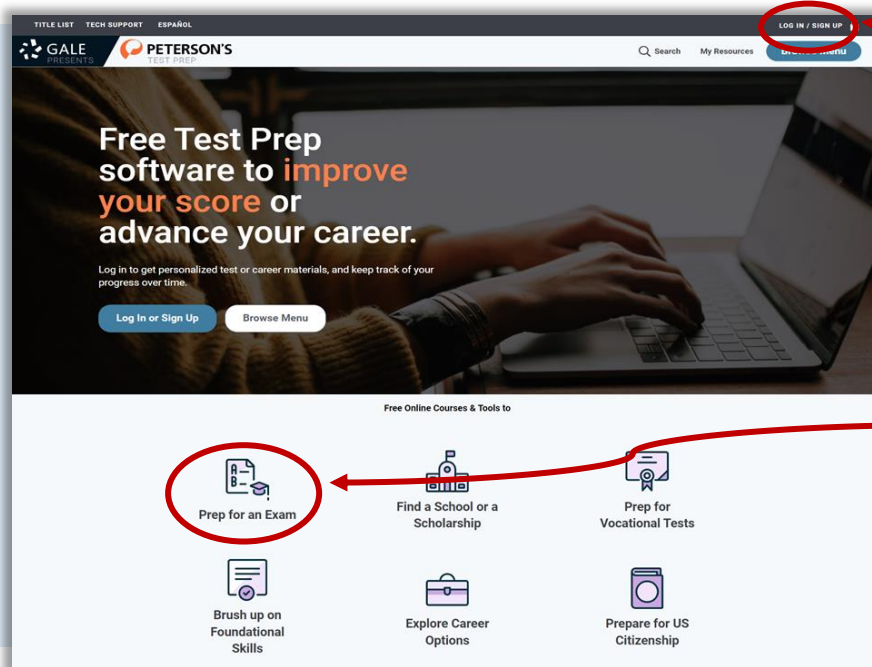 TITLE LIST TECH SUPPORT ESPAÑOL LOG IN / SIGN UP
GALE
PRESENTS
PETERSON'S
TEST PREP
Search My Resources Browse Menu
Free Test Prep
software to improve
your score or
advance your career.
Log in to get personalized test or career materials, and keep track of your
progress over time.
Log In or Sign Up Browse Menu
Free Online Courses & Tools to
A
B
Prep for an Exam
Find a School or a
Scholarship
Prep for
Vocational Tests
Brush up on
Foundational
Skills
Explore Career
Options
Prepare for US
Citizenship